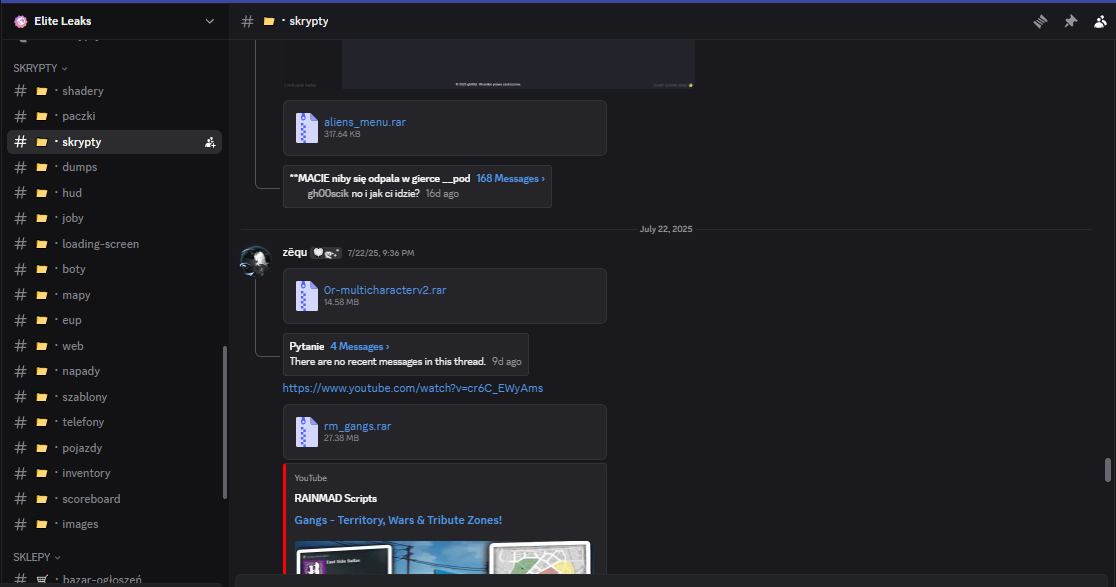 Elite Leaks
# 📁 · skrypty
SKRYPTY
# 📁 · shadery
# 📁 · paczki
# 📁 · skrypty
# 📁 · dumps
# 📁 · hud
# 📁 · joby
# 📁 · loading-screen
# 📁 · boty
# 📁 · mapy
# 📁 · eup
# 📁 · web
# 📁 · napady
# 📁 · szablony
# 📁 · telefony
# 📁 · pojazdy
# 📁 · inventory
# 📁 · scoreboard
# 📁 · images
SKLEPY
# 🛒 · bazar-ogłoszeń
aliens_menu.rar
317.64 KB
**MACIE niby się odpala w gierce __pod 168 Messages ›
gh00scik no i jak ci idzie? 16d ago
July 22, 2025
zëqu 7/22/25, 9:36 PM
0r-multicharacterv2.rar
14.58 MB
Pytanie 4 Messages ›
There are no recent messages in this thread. 9d ago
https://www.youtube.com/watch?v=cr6C_EWyAms
rm_gangs.rar
27.38 MB
YouTube
RAINMAD Scripts
Gangs - Territory, Wars & Tribute Zones!
East Side Ballas